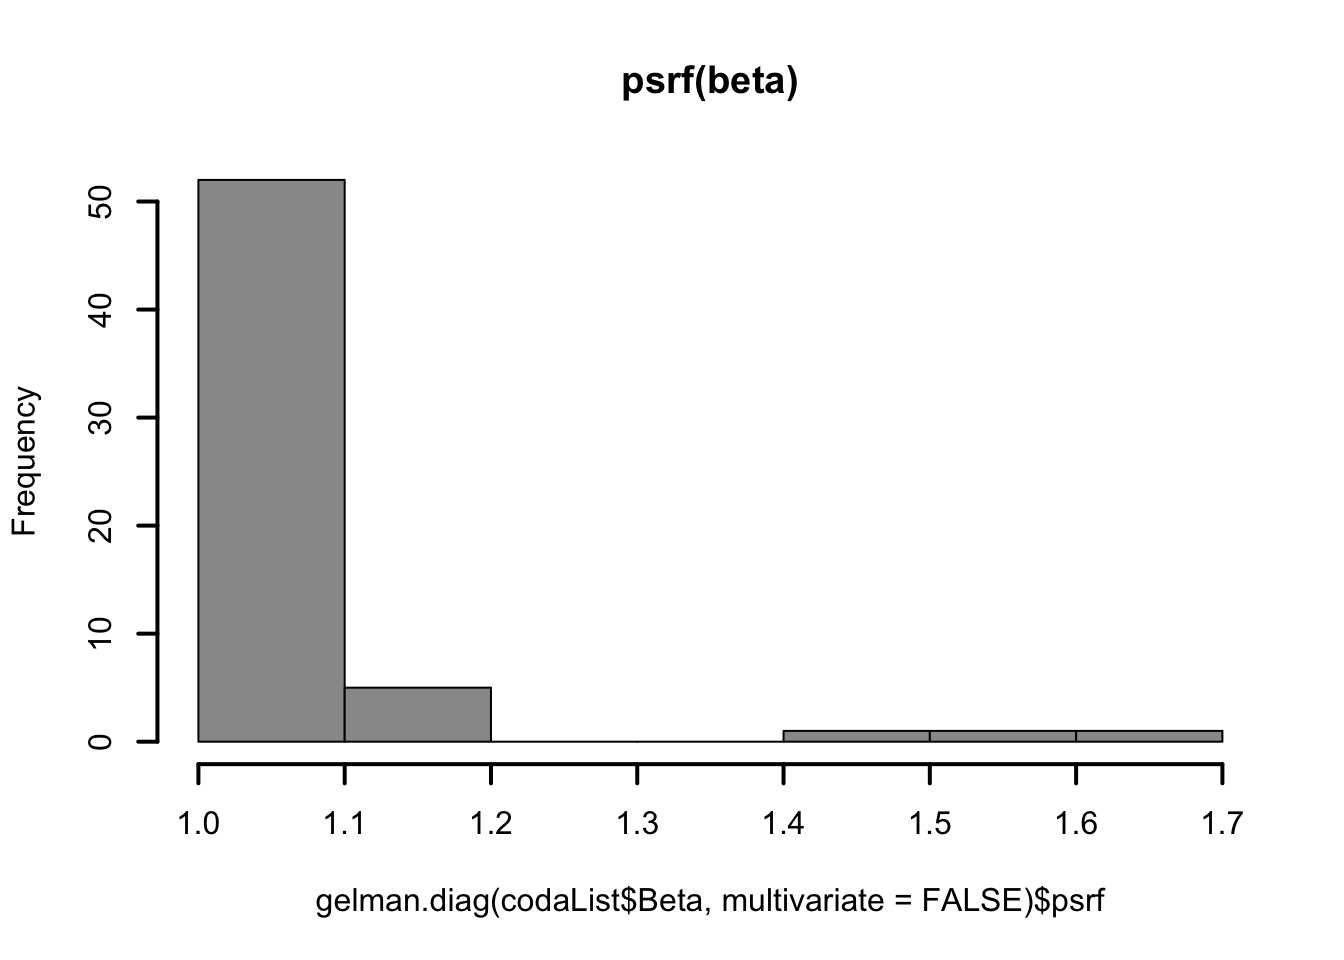 psrf(beta)
Frequency
50
40
30
20
10
0
1.0 1.1 1.2 1.3 1.4 1.5 1.6 1.7
gelman.diag(codaList$Beta, multivariate = FALSE)$psrf